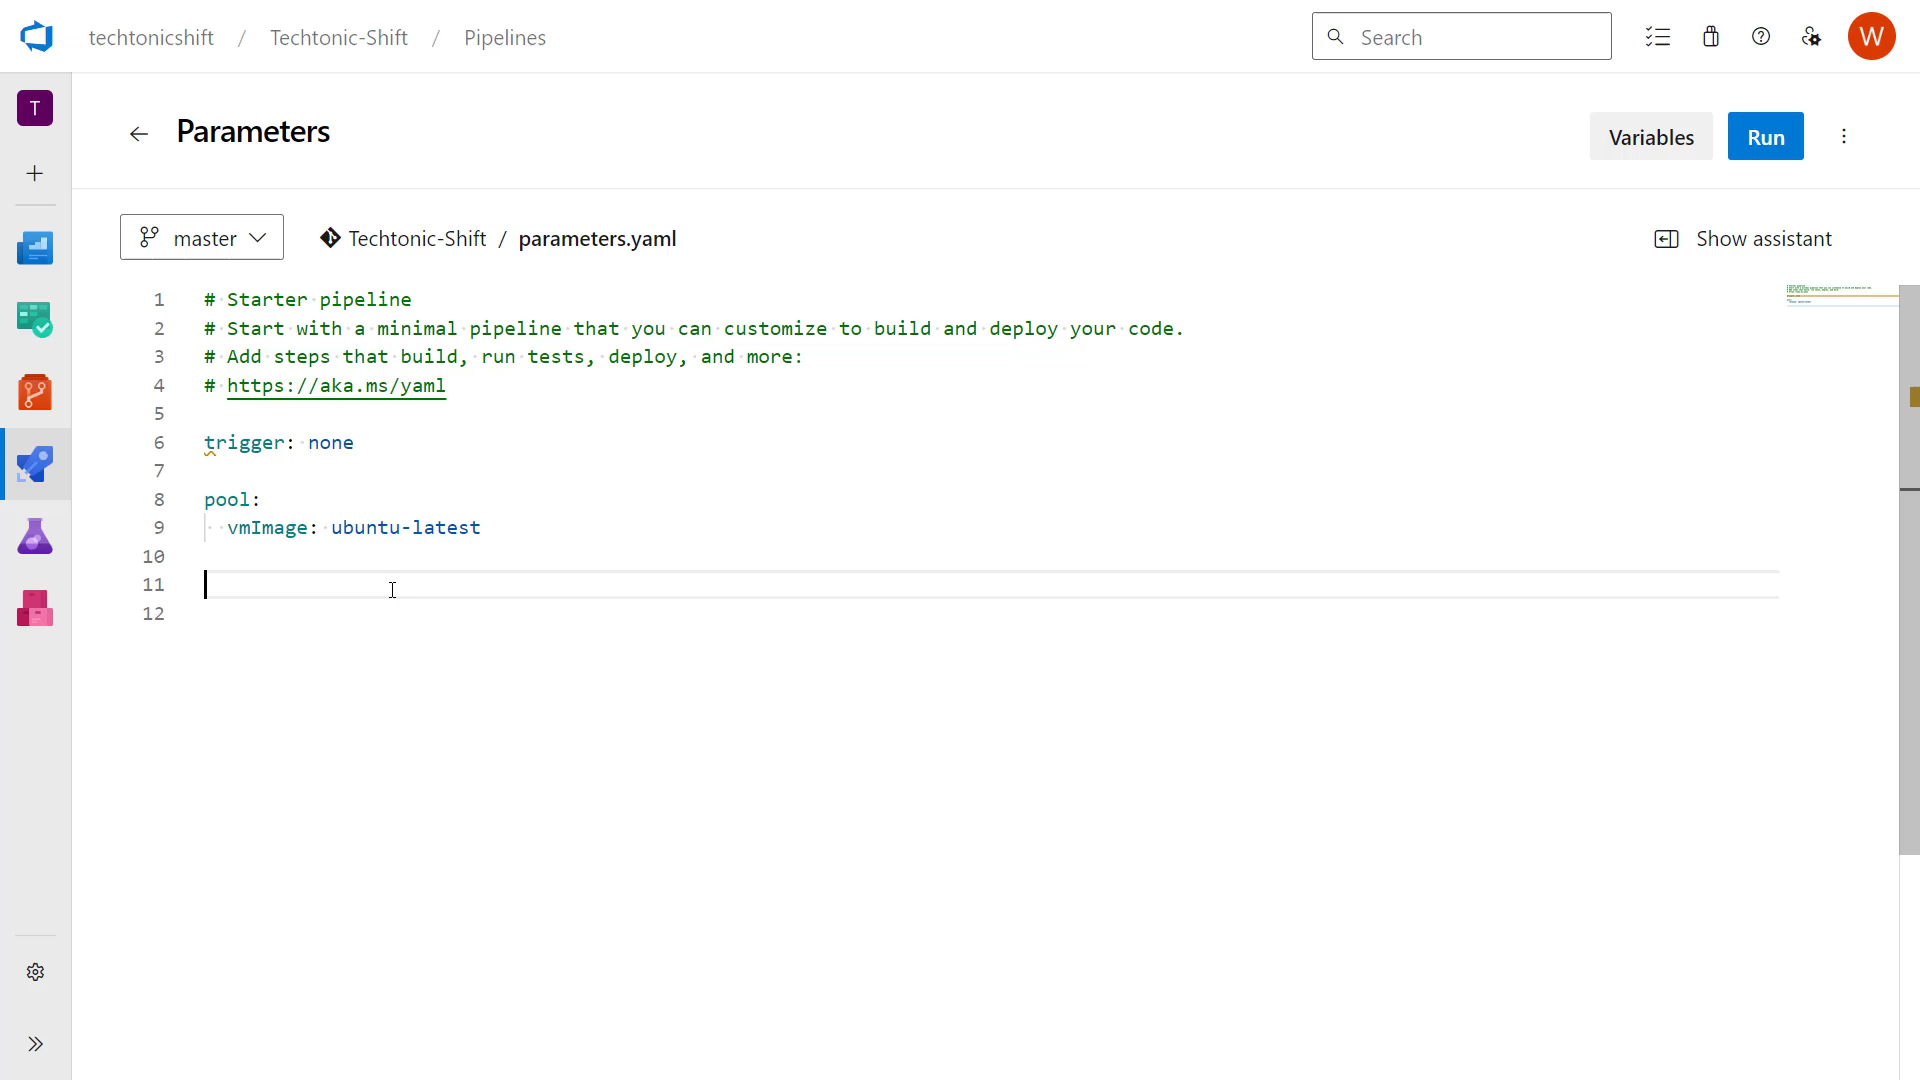 techtonicshift / Techtonic-Shift / Pipelines
Search
W
T
Parameters
Variables
Run
master
Techtonic-Shift / parameters.yaml
Show assistant
1 # Starter pipeline
2 # Start with a minimal pipeline that you can customize to build and deploy your code.
3 # Add steps that build, run tests, deploy, and more:
4 # https://aka.ms/yaml
5
6 trigger: none
7
8 pool:
9   vmImage: ubuntu-latest
10
11
12